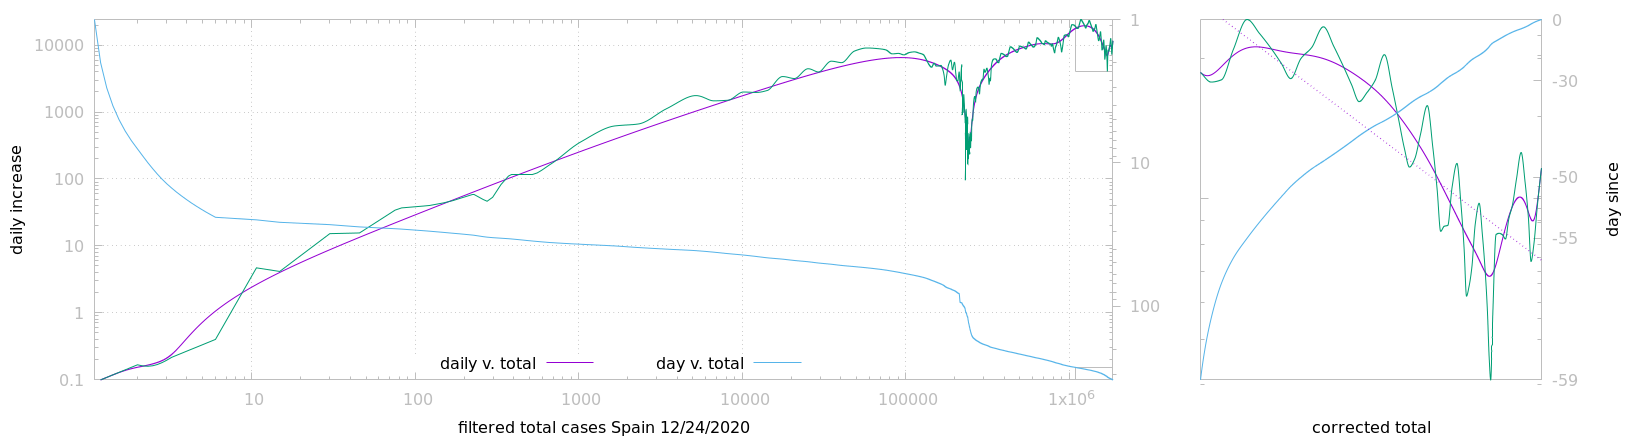 10000
1000
100
10
1
0.1
daily increase
10
100
1000
10000
100000
1x10^6
filtered total cases Spain 12/24/2020
daily v. total
day v. total
1
10
100
0
-30
-50
-55
-59
day since
corrected total